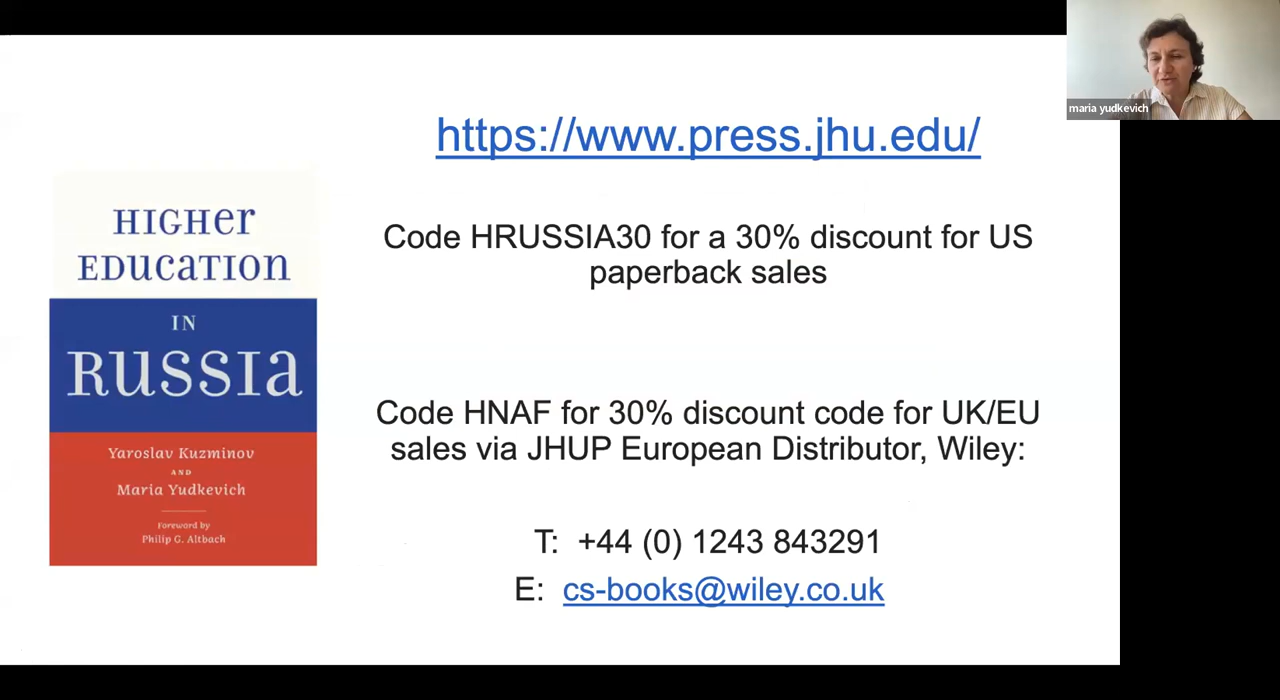 maria yudkevich
https://www.press.jhu.edu/
Code HRUSSIA30 for a 30% discount for US
paperback sales
Code HNAF for 30% discount code for UK/EU
sales via JHUP European Distributor, Wiley:
T: +44 (0) 1243 843291
E: cs-books@wiley.co.uk
HIGHER
EDUCATION
IN
RUSSIA
Yaroslav Kuzminov
AND
Maria Yudkevich
Foreword by
Philip G. Altbach